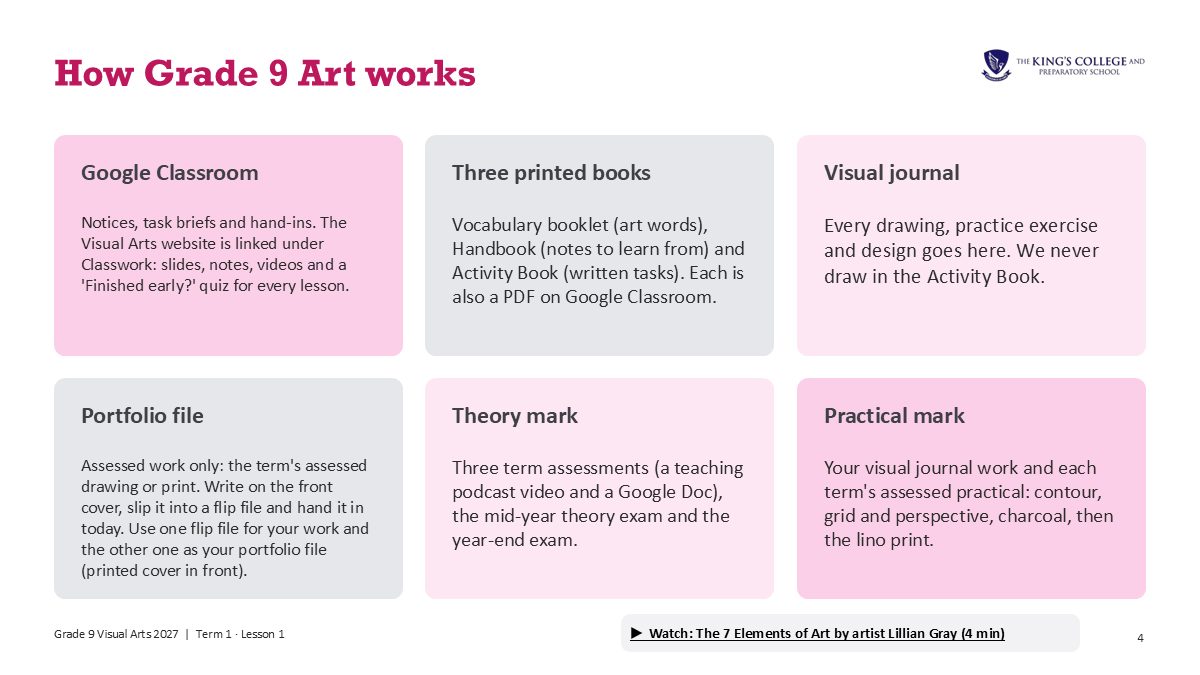 How Grade 9 Art works
THE KING'S COLLEGE AND
PREPARATORY SCHOOL
Google Classroom
Notices, task briefs and hand-ins. The
Visual Arts website is linked under
Classwork: slides, notes, videos and a
'Finished early?' quiz for every lesson.
Three printed books
Vocabulary booklet (art words),
Handbook (notes to learn from) and
Activity Book (written tasks). Each is
also a PDF on Google Classroom.
Visual journal
Every drawing, practice exercise
and design goes here. We never
draw in the Activity Book.
Portfolio file
Assessed work only: the term's assessed
drawing or print. Write on the front
cover, slip it into a flip file and hand it in
today. Use one flip file for your work and
the other one as your portfolio file
(printed cover in front).
Theory mark
Three term assessments (a teaching
podcast video and a Google Doc),
the mid-year theory exam and the
year-end exam.
Practical mark
Your visual journal work and each
term's assessed practical: contour,
grid and perspective, charcoal, then
the lino print.
Grade 9 Visual Arts 2027 | Term 1 · Lesson 1
▶ Watch: The 7 Elements of Art by artist Lillian Gray (4 min)
4